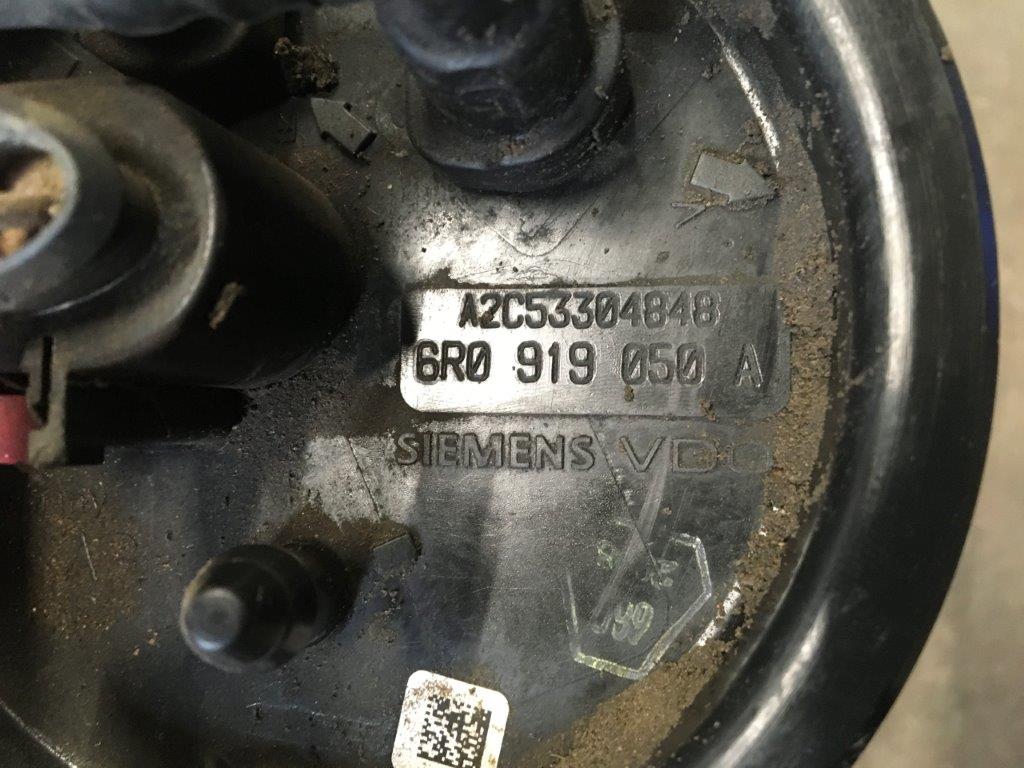 A2C53304848
6R0 919 050 A
SIEMENS VDO